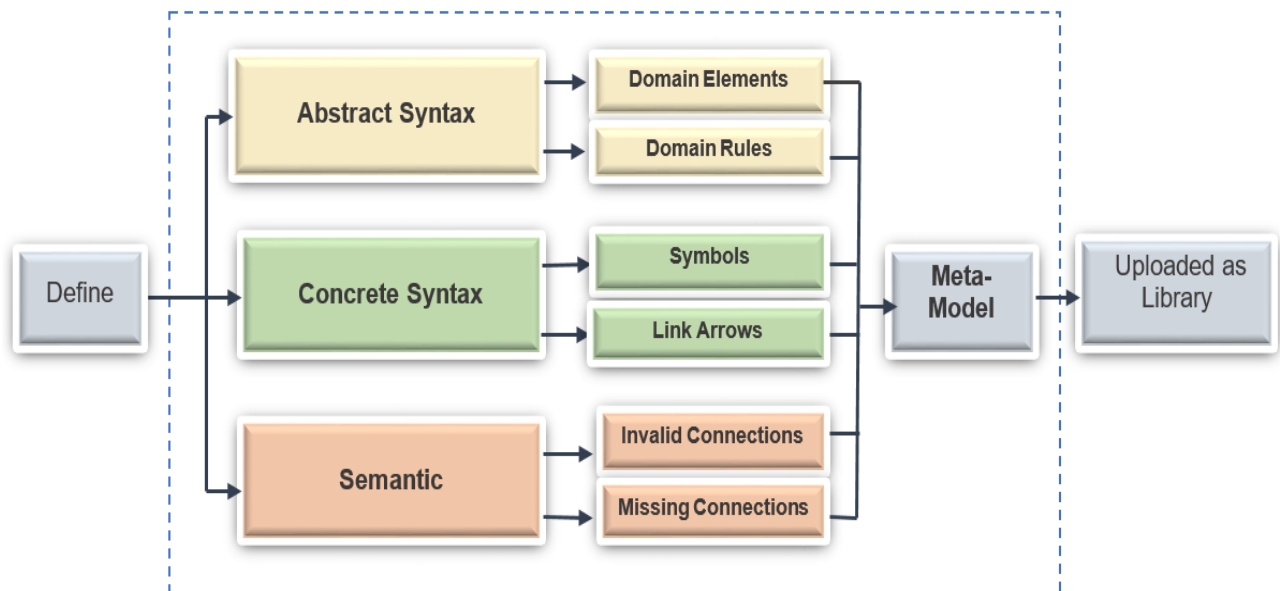 Define
Abstract Syntax
Domain Elements
Domain Rules
Concrete Syntax
Symbols
Link Arrows
Semantic
Invalid Connections
Missing Connections
Meta-
Model
Uploaded as
Library